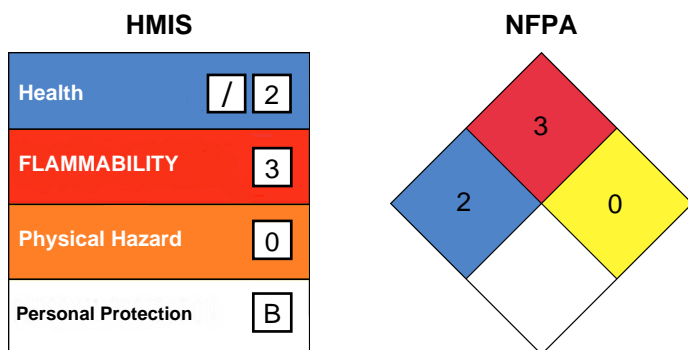 HMIS
Health / 2
FLAMMABILITY 3
Physical Hazard 0
Personal Protection B
NFPA
3
2 0